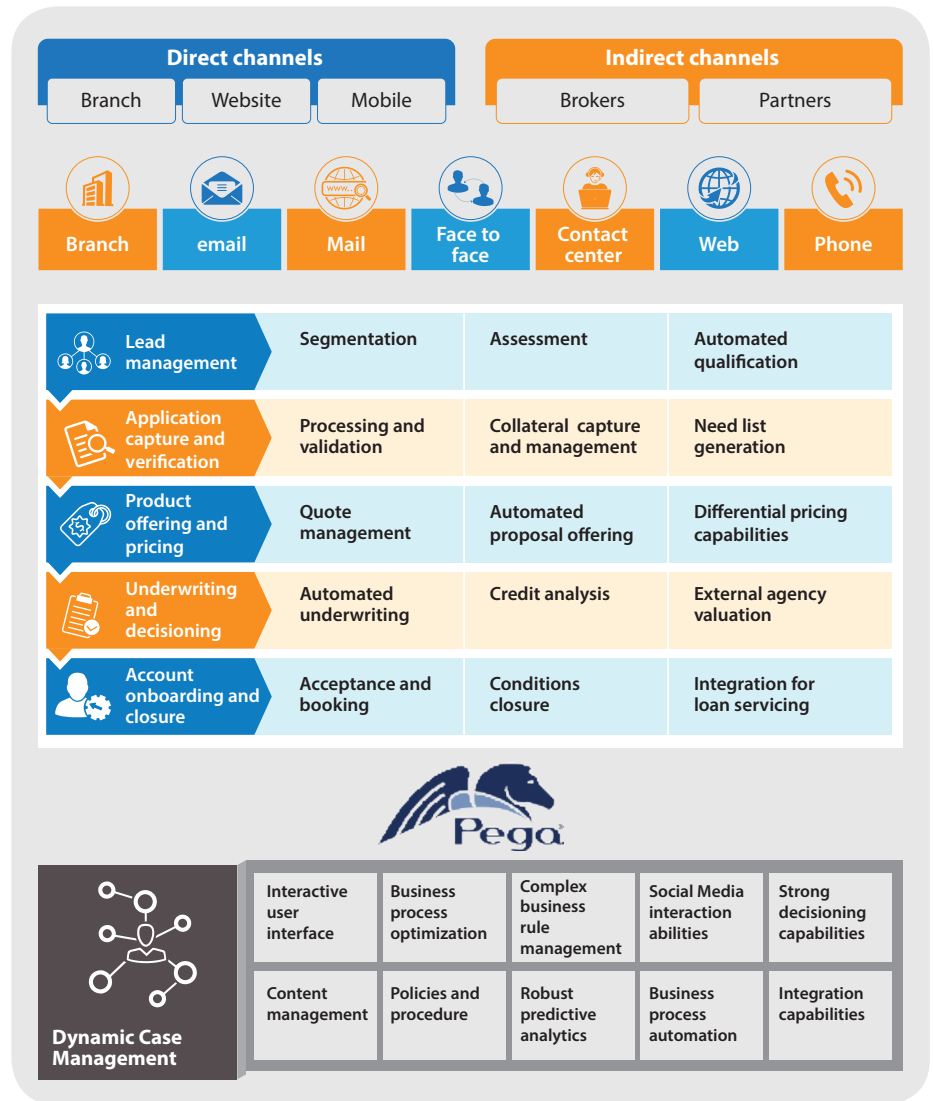 Direct channels
Indirect channels
Branch
Website
Mobile
Brokers
Partners
www..
Branch
email
Mail
Face to
face
Contact
center
Web
Phone
Lead
management
Segmentation
Assessment
Automated
qualification
Application
capture and
verification
Processing and
validation
Collateral capture
and management
Need list
generation
Product
offering and
pricing
$
Quote
management
Automated
proposal offering
Differential pricing
capabilities
Underwriting
and
decisioning
Automated
underwriting
Credit analysis
External agency
valuation
Account
onboarding and
closure
Acceptance and
booking
Conditions
closure
Integration for
loan servicing
Pega
Dynamic Case
Management
Interactive
user
interface
Business
process
optimization
Complex
business
rule
management
Social Media
interaction
abilities
Strong
decisioning
capabilities
Content
management
Policies and
procedure
Robust
predictive
analytics
Business
process
automation
Integration
capabilities